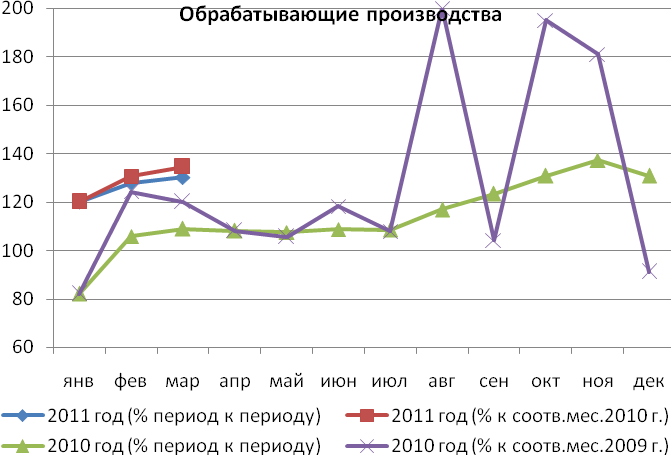 Обрабатывающие производства
200
180
160
140
120
100
80
60
янв фев мар апр май июн июл авг сен окт ноя дек
2011 год (% период к периоду) 2011 год (% к соотв.мес.2010 г.)
2010 год (% период к периоду) 2010 год (% к соотв.мес.2009 г.)